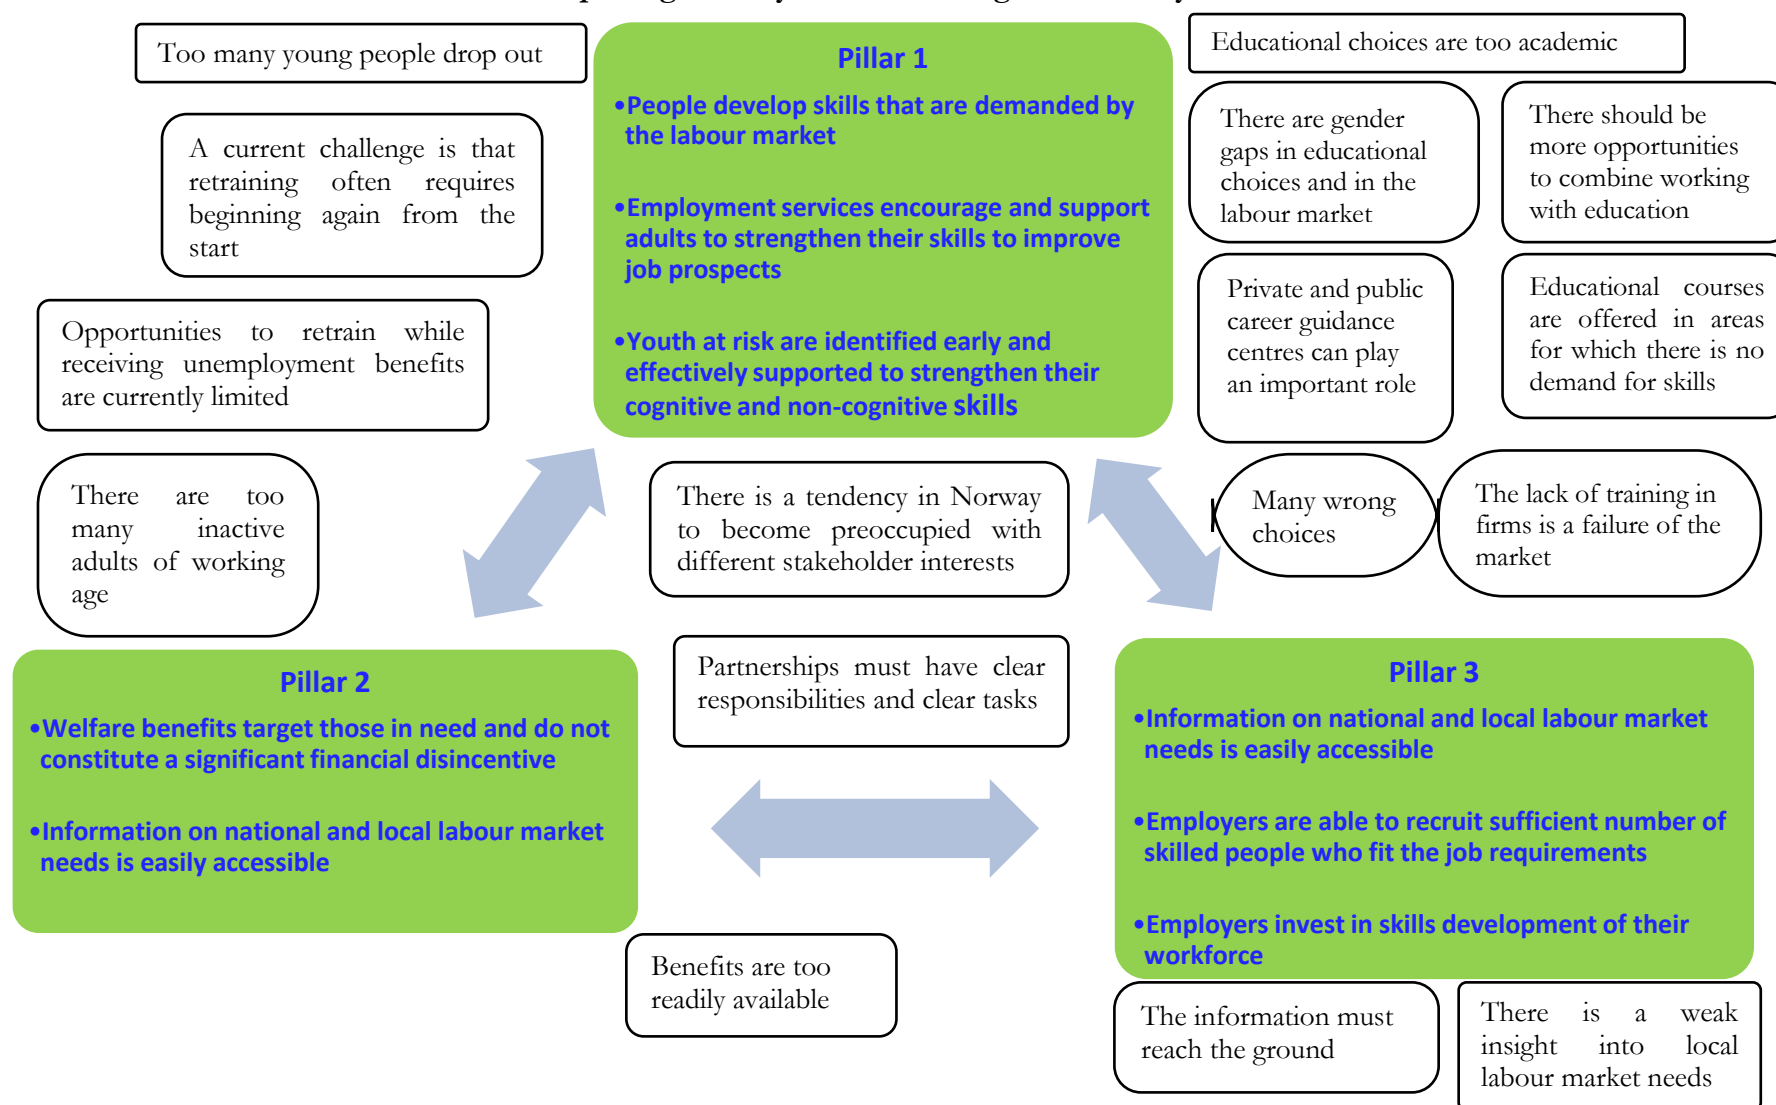 Too many young people drop out
Pillar 1
•People develop skills that are demanded by
the labour market
•Employment services encourage and support
adults to strengthen their skills to improve
job prospects
•Youth at risk are identified early and
effectively supported to strengthen their
cognitive and non-cognitive skills
Educational choices are too academic
A current challenge is that
retraining often requires
beginning again from the
start
There are gender
gaps in educational
choices and in the
labour market
There should be
more opportunities
to combine working
with education
Opportunities to retrain while
receiving unemployment benefits
are currently limited
Private and public
career guidance
centres can play
an important role
Educational courses
are offered in areas
for which there is no
demand for skills
There are too
many inactive
adults of working
age
There is a tendency in Norway
to become preoccupied with
different stakeholder interests
Many wrong
choices
The lack of training in
firms is a failure of the
market
Pillar 2
•Welfare benefits target those in need and do not
constitute a significant financial disincentive
•Information on national and local labour market
needs is easily accessible
Partnerships must have clear
responsibilities and clear tasks
Pillar 3
•Information on national and local labour market
needs is easily accessible
•Employers are able to recruit sufficient number of
skilled people who fit the job requirements
•Employers invest in skills development of their
workforce
Benefits are too
readily available
The information must
reach the ground
There is a weak
insight into local
labour market needs